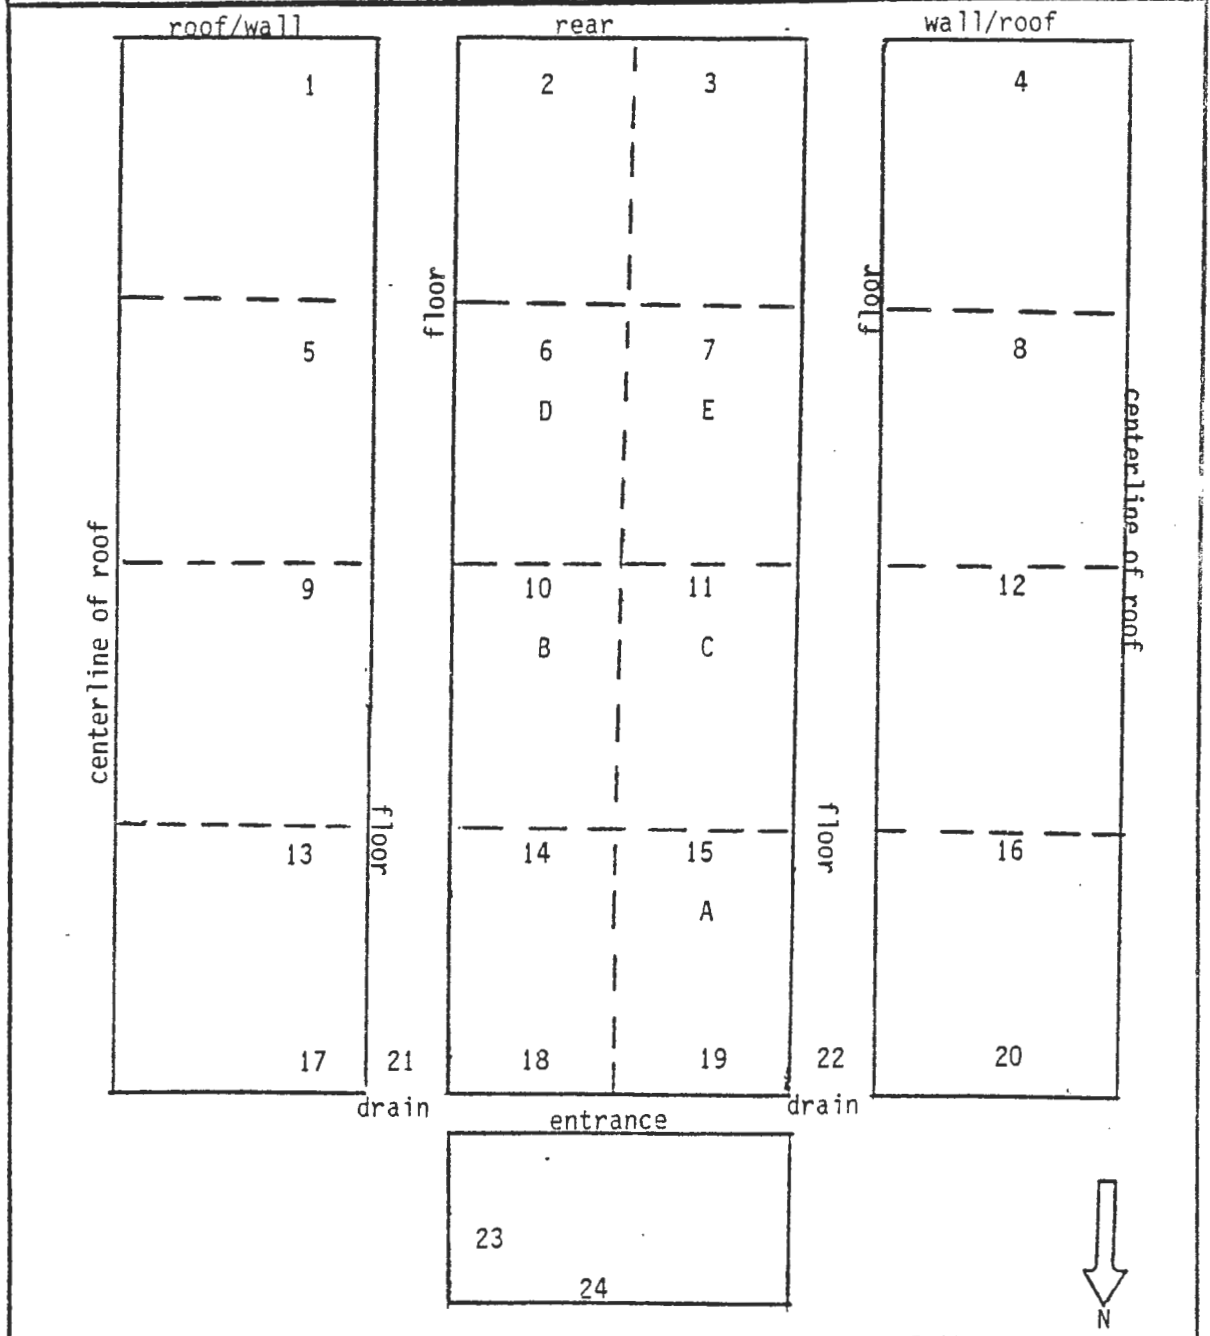 roof/wall rear wall/roof
1 2 3 4
floor floor
5 6 7 8
D E
centerline of roof
centerline of roof
9 10 11 12
B C
floor floor
13 14 15 16
A
17 21 18 19 22 20
drain drain
entrance
23
24
N